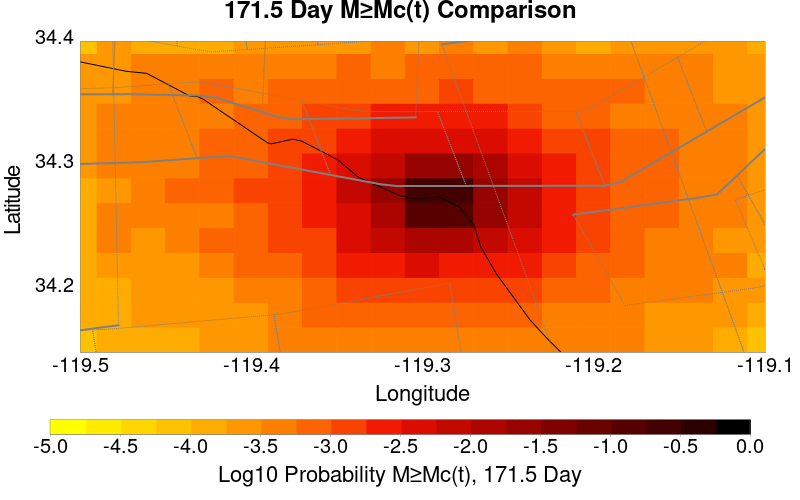 171.5 Day M≥Mc(t) Comparison
34.4
34.3
34.2
Latitude
-119.5 -119.4 -119.3 -119.2 -119.1
Longitude
-5.0 -4.5 -4.0 -3.5 -3.0 -2.5 -2.0 -1.5 -1.0 -0.5 0.0
Log10 Probability M≥Mc(t), 171.5 Day